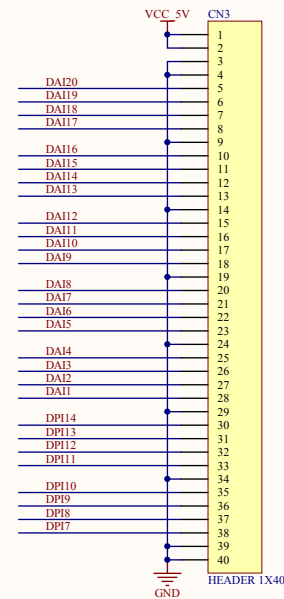 VCC_5V CN3
1
2
3
4
DAI20 5
DAI19 6
DAI18 7
DAI17 8
9
DAI16 10
DAI15 11
DAI14 12
DAI13 13
14
DAI12 15
DAI11 16
DAI10 17
DAI9 18
19
DAI8 20
DAI7 21
DAI6 22
DAI5 23
24
DAI4 25
DAI3 26
DAI2 27
DAI1 28
29
DPI14 30
DPI13 31
DPI12 32
DPI11 33
34
DPI10 35
DPI9 36
DPI8 37
DPI7 38
39
40
HEADER 1X40
GND